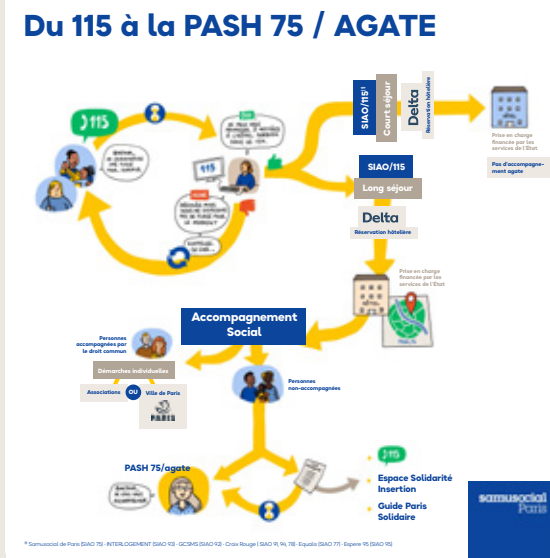 Du 115 à la PASH 75 / AGATE
115
SIAO/115⁽¹⁾
Court séjour
Delta
Réservation hôtelière
Prise en charge
financée par les
services de l'État
Pas d'accompagne-
ment agate
115
SIAO/115
Long séjour
Delta
Réservation hôtelière
Prise en charge
financée par les
services de l'État
HÔTEL
Accompagnement
Social
Personnes
accompagnées par
le droit commun
Démarches individuelles
Associations
OU
Ville de Paris
PARIS
Personnes
non-accompagnées
PASH 75/agate
115
Espace Solidarité
Insertion
Guide Paris
Solidaire
samusocial
Paris
Samusocial de Paris (SIAO 75) - INTERLOGEMENT (SIAO 93) - GCSMS (SIAO 92) - Croix Rouge ( SIAO 91, 94, 78) - Equalis (SIAO 77) - Espere 95 (SIAO 95)